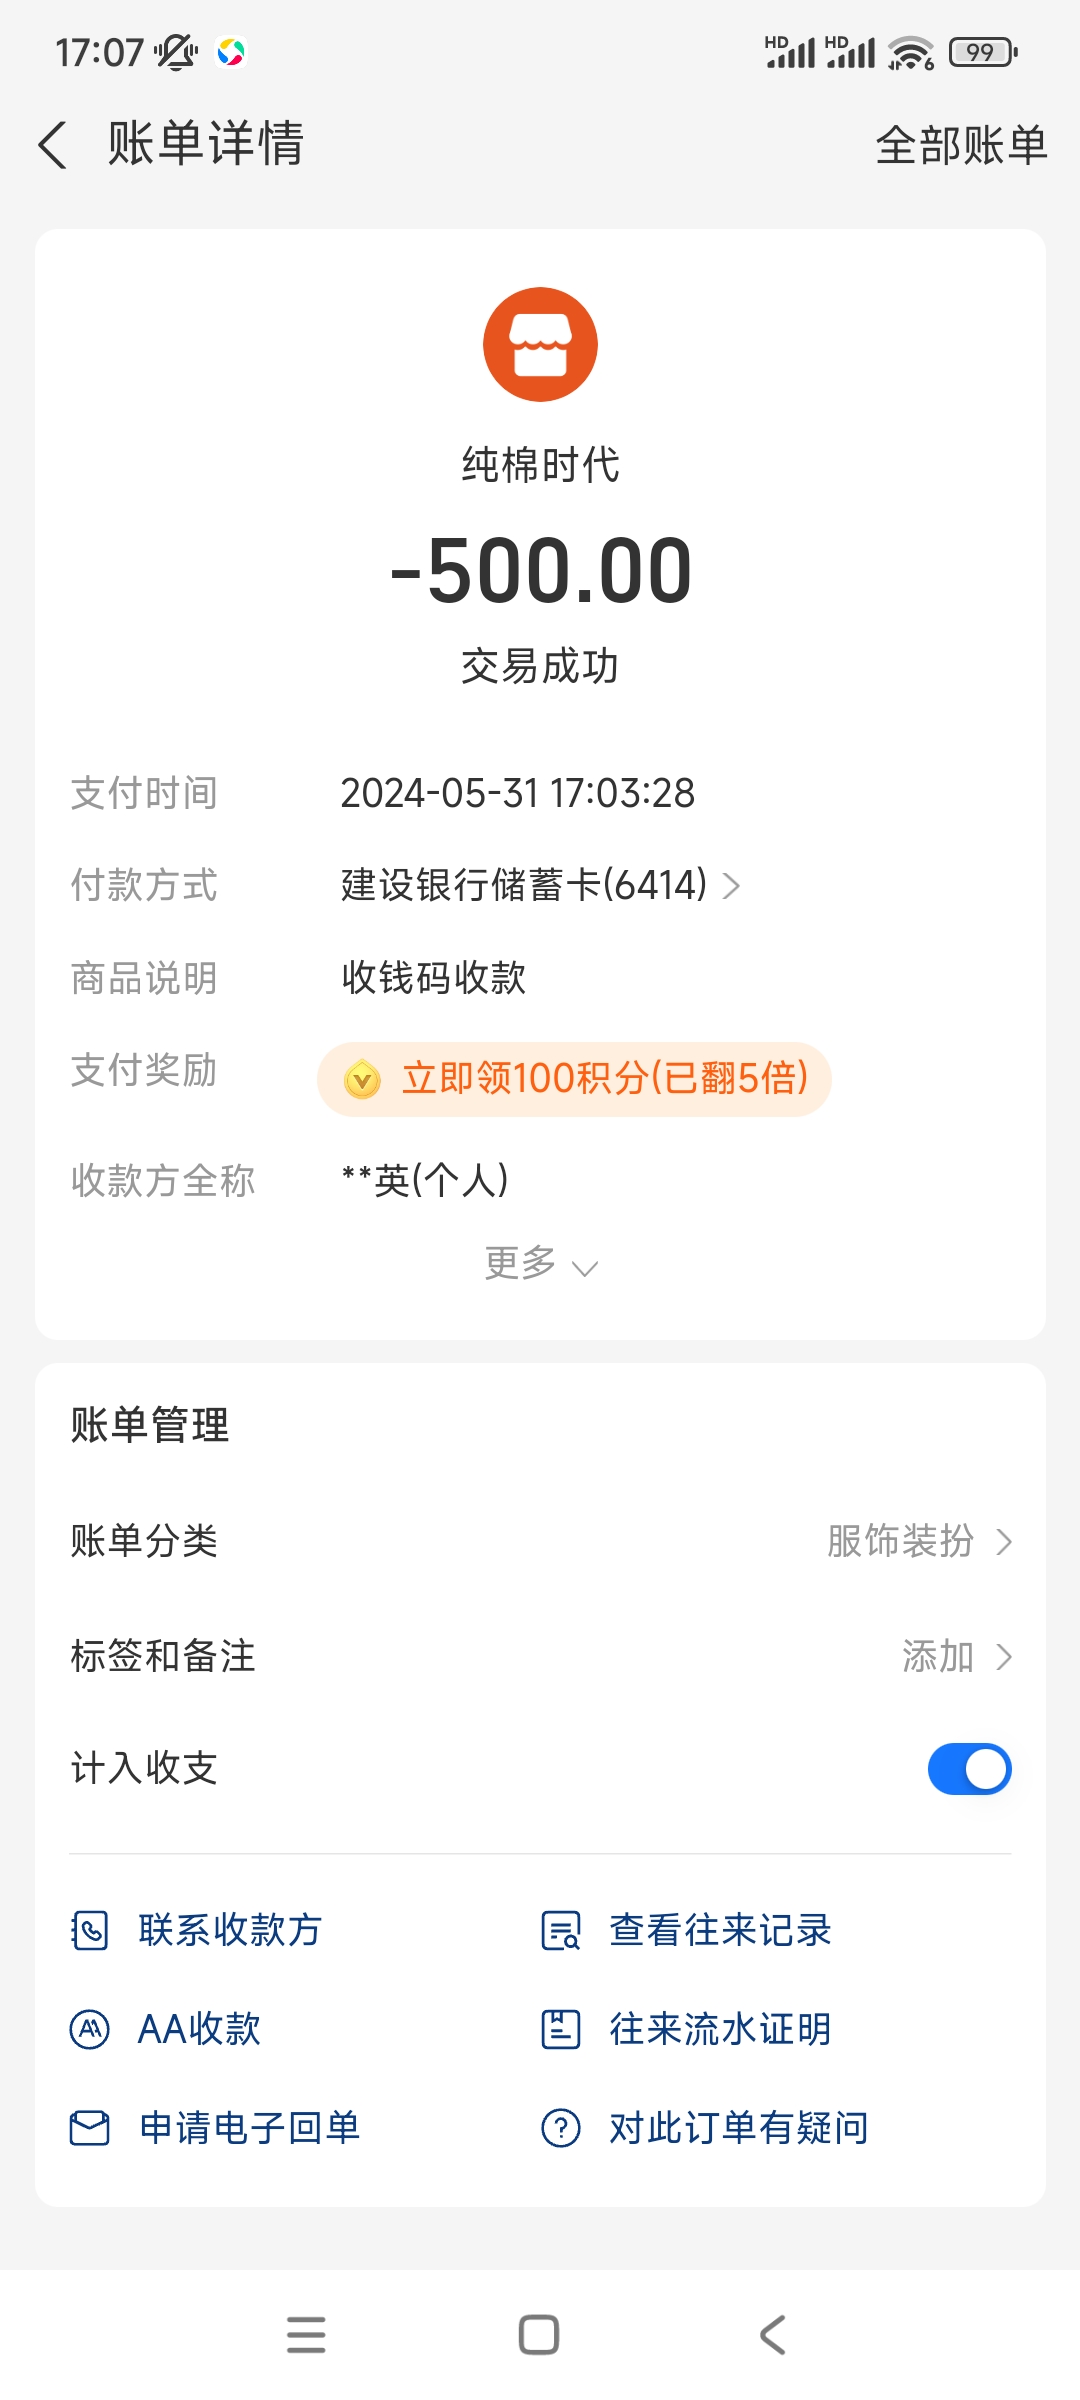 17:07 HD HD 6 99
账单详情 全部账单
纯棉时代
-500.00
交易成功
支付时间 2024-05-31 17:03:28
付款方式 建设银行储蓄卡(6414)
商品说明 收钱码收款
支付奖励 立即领100积分(已翻5倍)
收款方全称 **英(个人)
更多
账单管理
账单分类 服饰装扮
标签和备注 添加
计入收支
联系收款方 查看往来记录
AA收款 往来流水证明
申请电子回单 对此订单有疑问